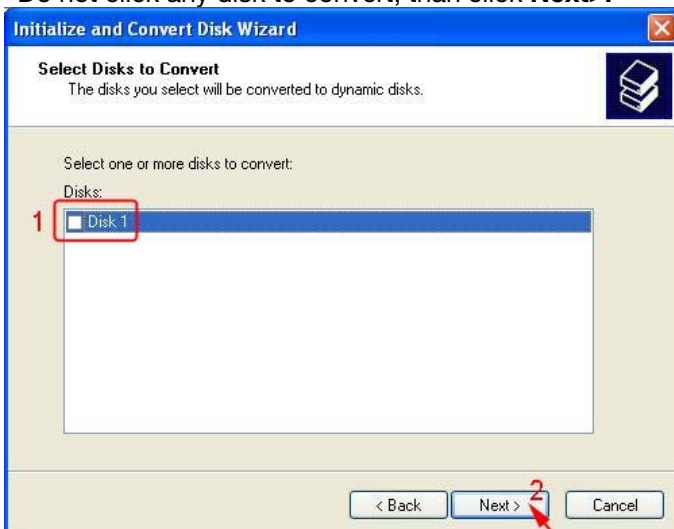 Do not click any disk to convert, than click Next>.
Initialize and Convert Disk Wizard
Select Disks to Convert
The disks you select will be converted to dynamic disks.
Select one or more disks to convert:
Disks:
1 Disk 1
2
< Back Next > Cancel